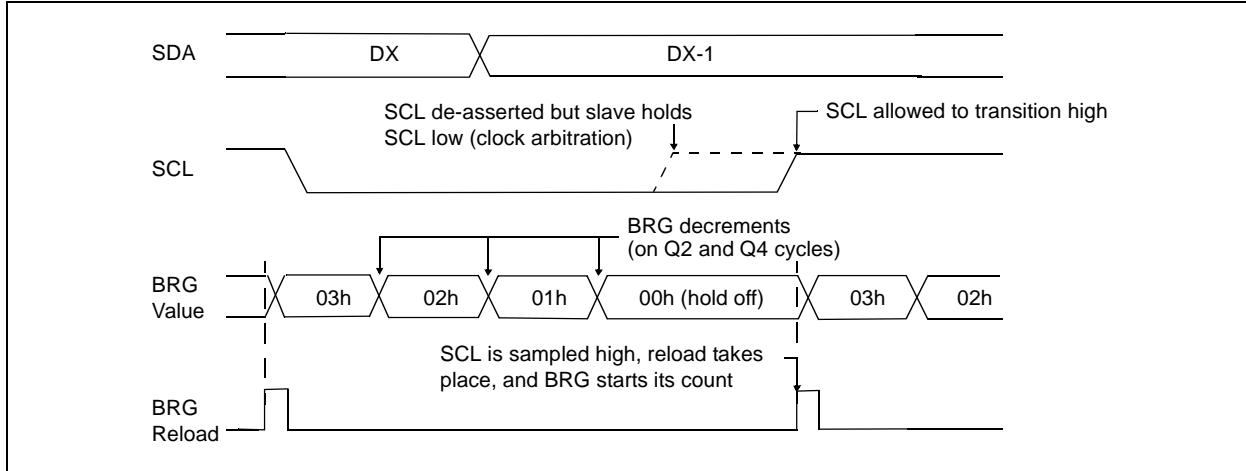 SDA
DX
DX-1
SCL de-asserted but slave holds
SCL low (clock arbitration)
SCL allowed to transition high
SCL
BRG decrements
(on Q2 and Q4 cycles)
BRG
Value
03h
02h
01h
00h (hold off)
03h
02h
SCL is sampled high, reload takes
place, and BRG starts its count
BRG
Reload